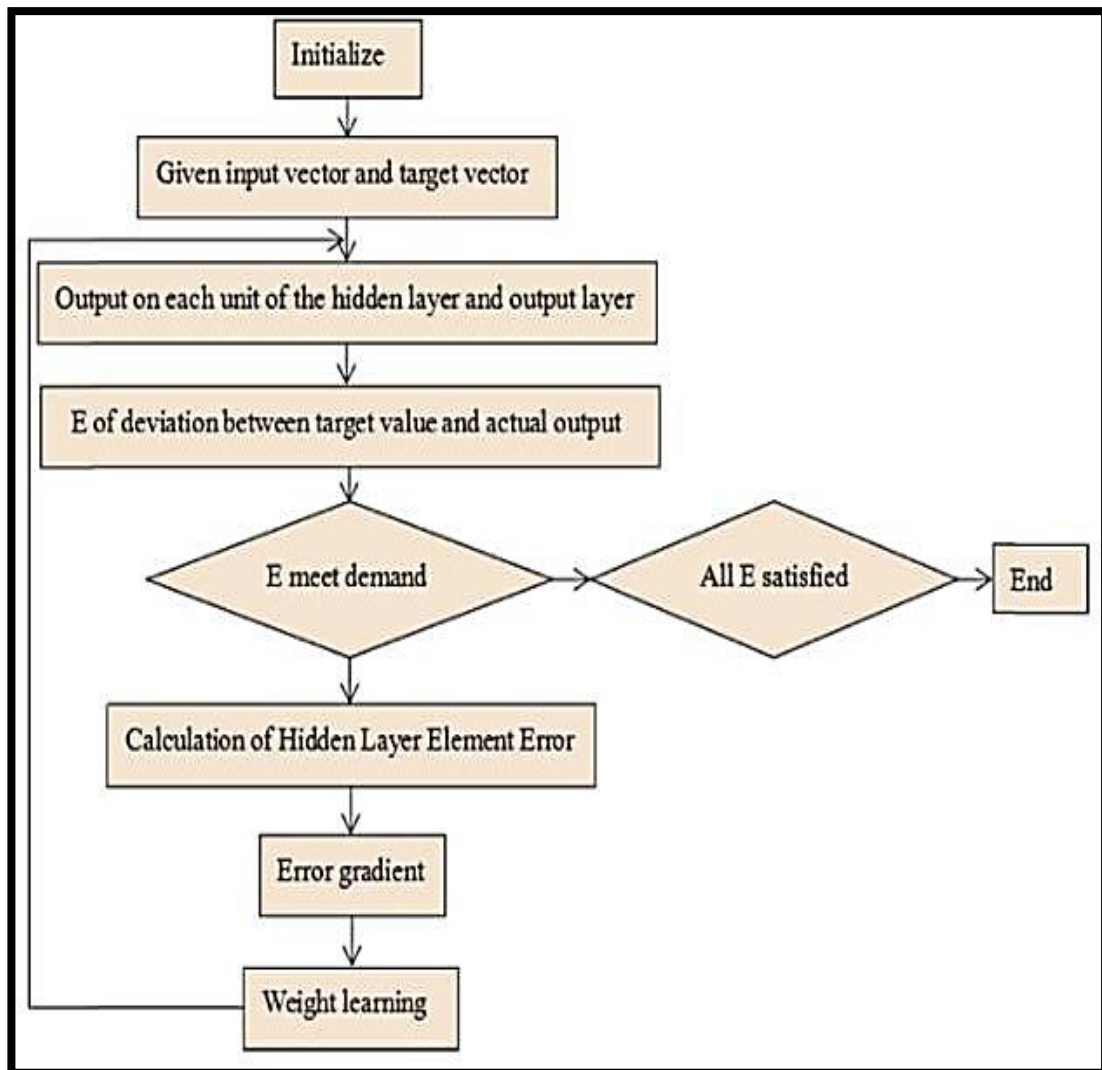 Initialize
Given input vector and target vector
Output on each unit of the hidden layer and output layer
E of deviation between target value and actual output
E meet demand
All E satisfied
End
Calculation of Hidden Layer Element Error
Error gradient
Weight learning